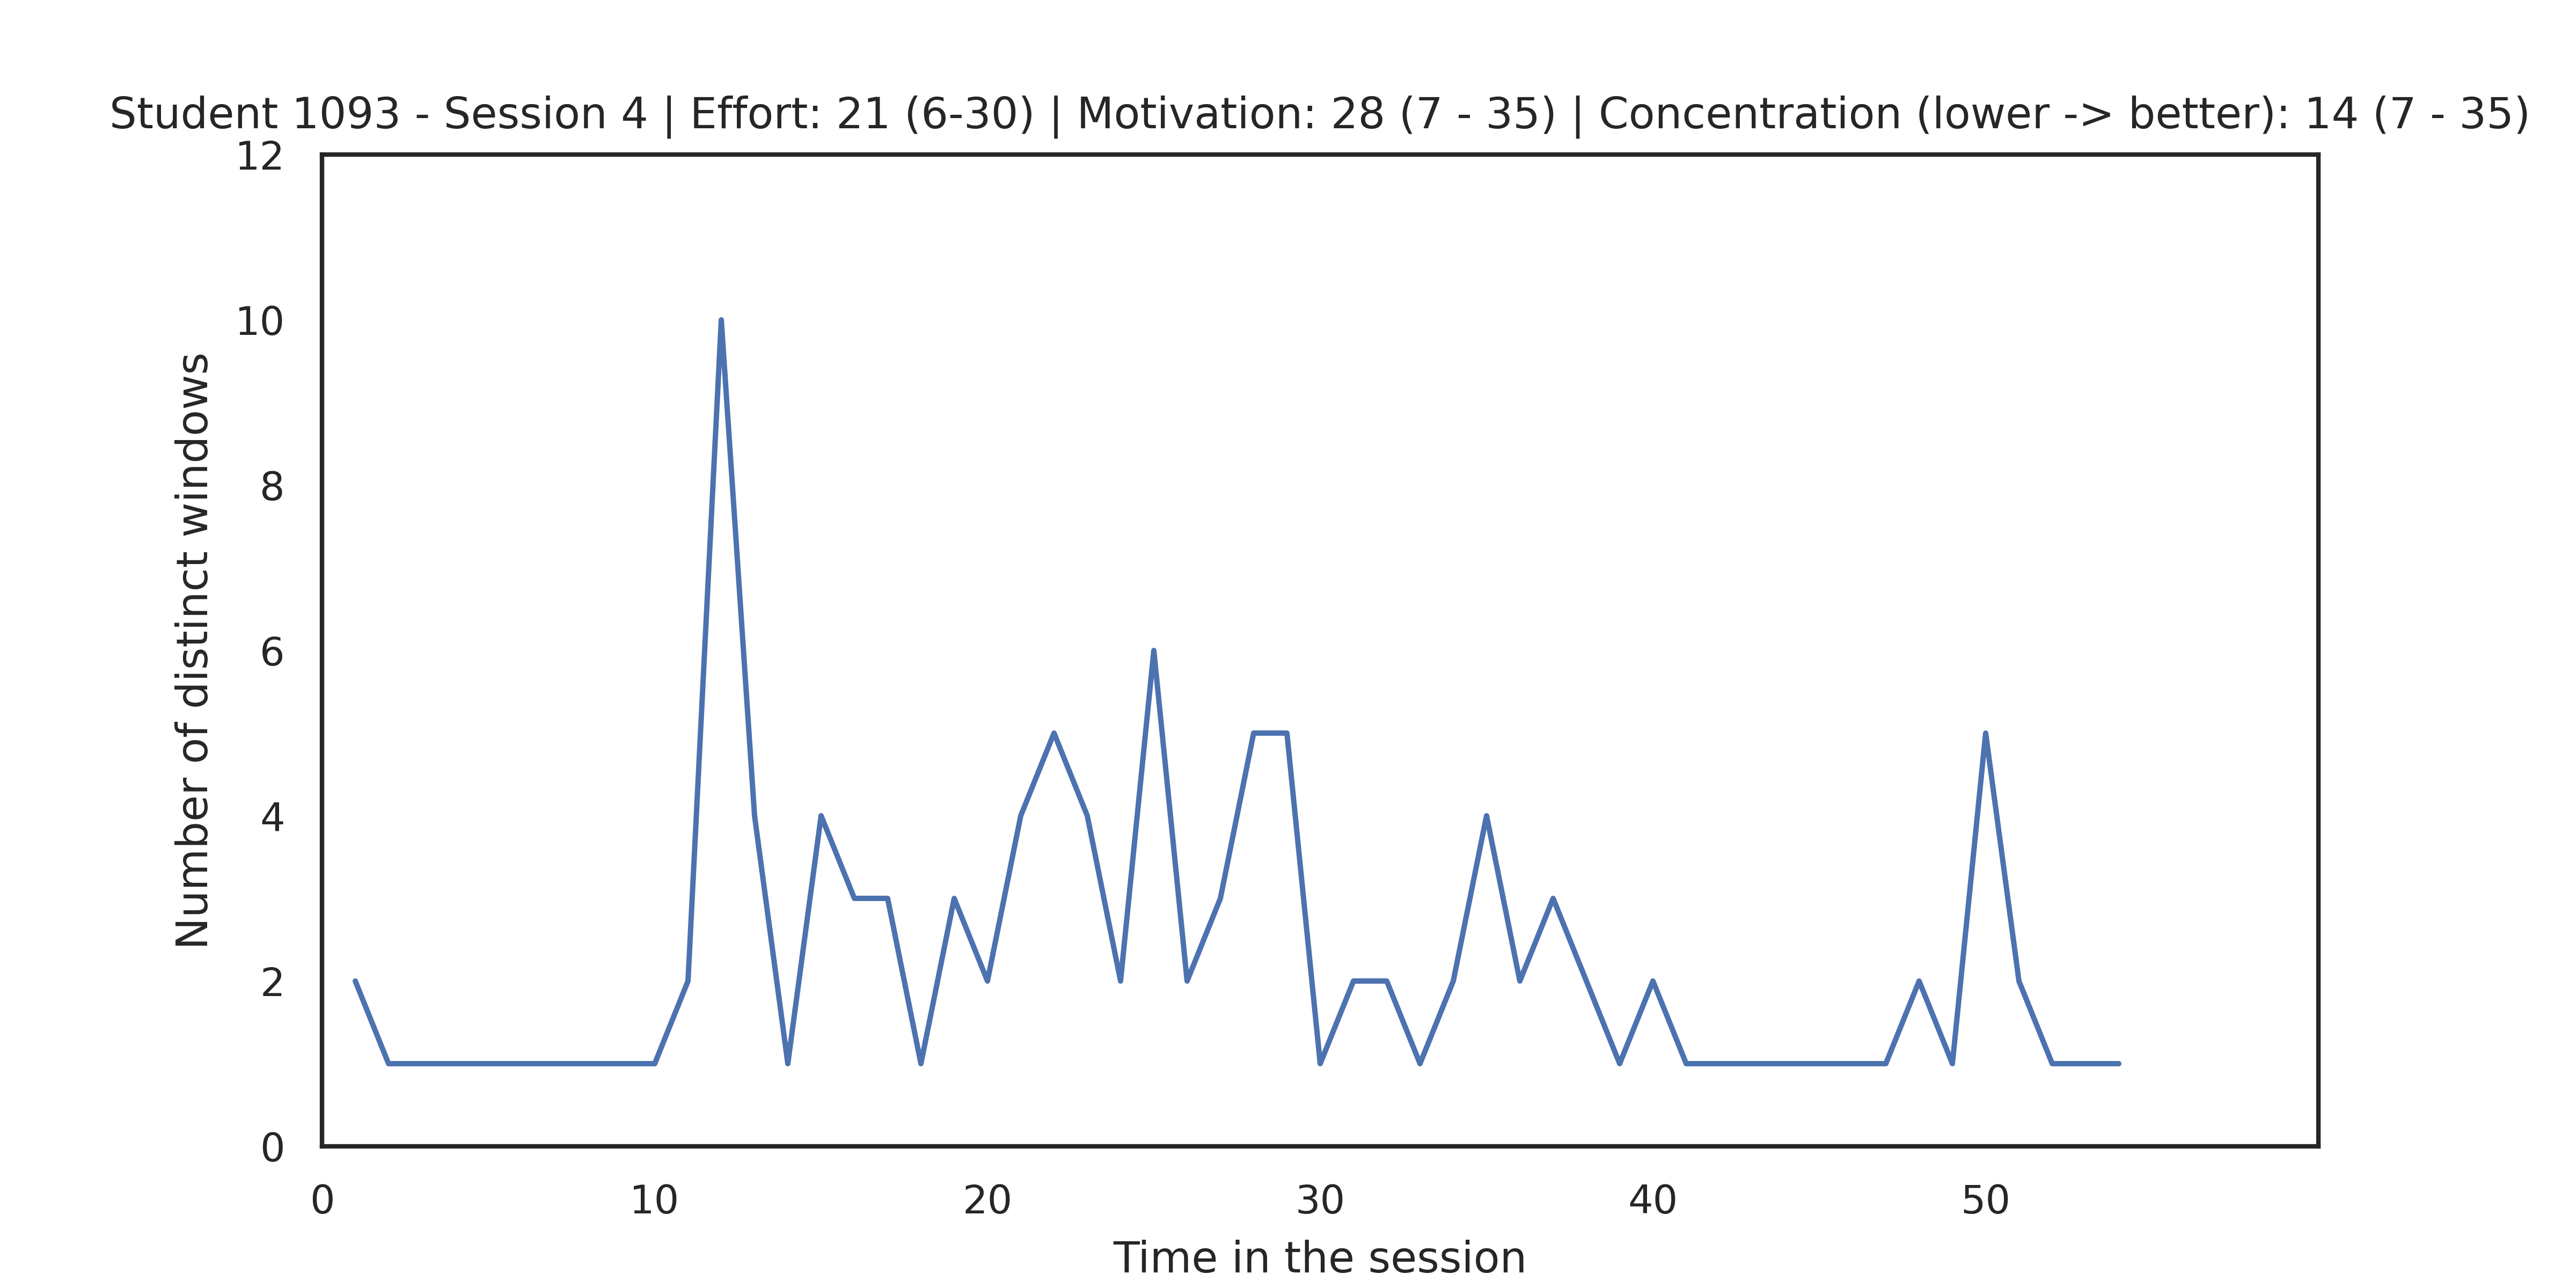 Student 1093 - Session 4 | Effort: 21 (6-30) | Motivation: 28 (7 - 35) | Concentration (lower -> better): 14 (7 - 35)
12
10
8
6
4
2
0
Number of distinct windows
0 10 20 30 40 50
Time in the session